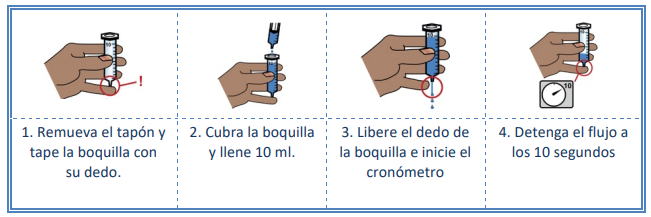 !
10
1. Remueva el tapón y
tape la boquilla con
su dedo.
2. Cubra la boquilla
y llene 10 ml.
3. Libere el dedo de
la boquilla e inicie el
cronómetro
4. Detenga el flujo a
los 10 segundos